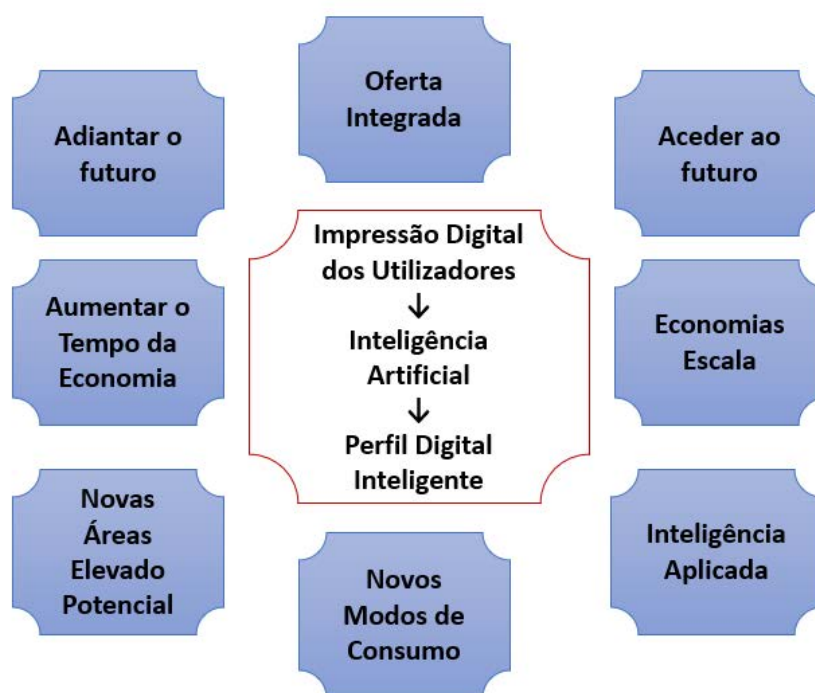 Oferta
Integrada
Adiantar o
futuro
Aceder ao
futuro
Impressão Digital
dos Utilizadores
↓
Inteligência
Artificial
↓
Perfil Digital
Inteligente
Aumentar o
Tempo da
Economia
Economias
Escala
Novas
Áreas
Elevado
Potencial
Inteligência
Aplicada
Novos
Modos de
Consumo